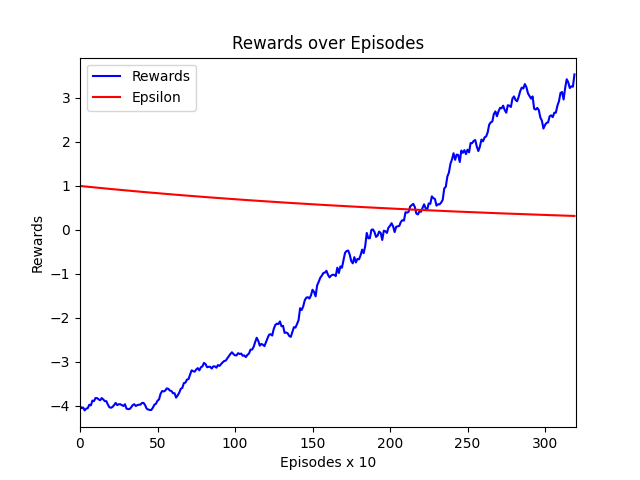 Rewards over Episodes
Rewards
Epsilon
Rewards
3
2
1
0
−1
−2
−3
−4
0 50 100 150 200 250 300
Episodes x 10